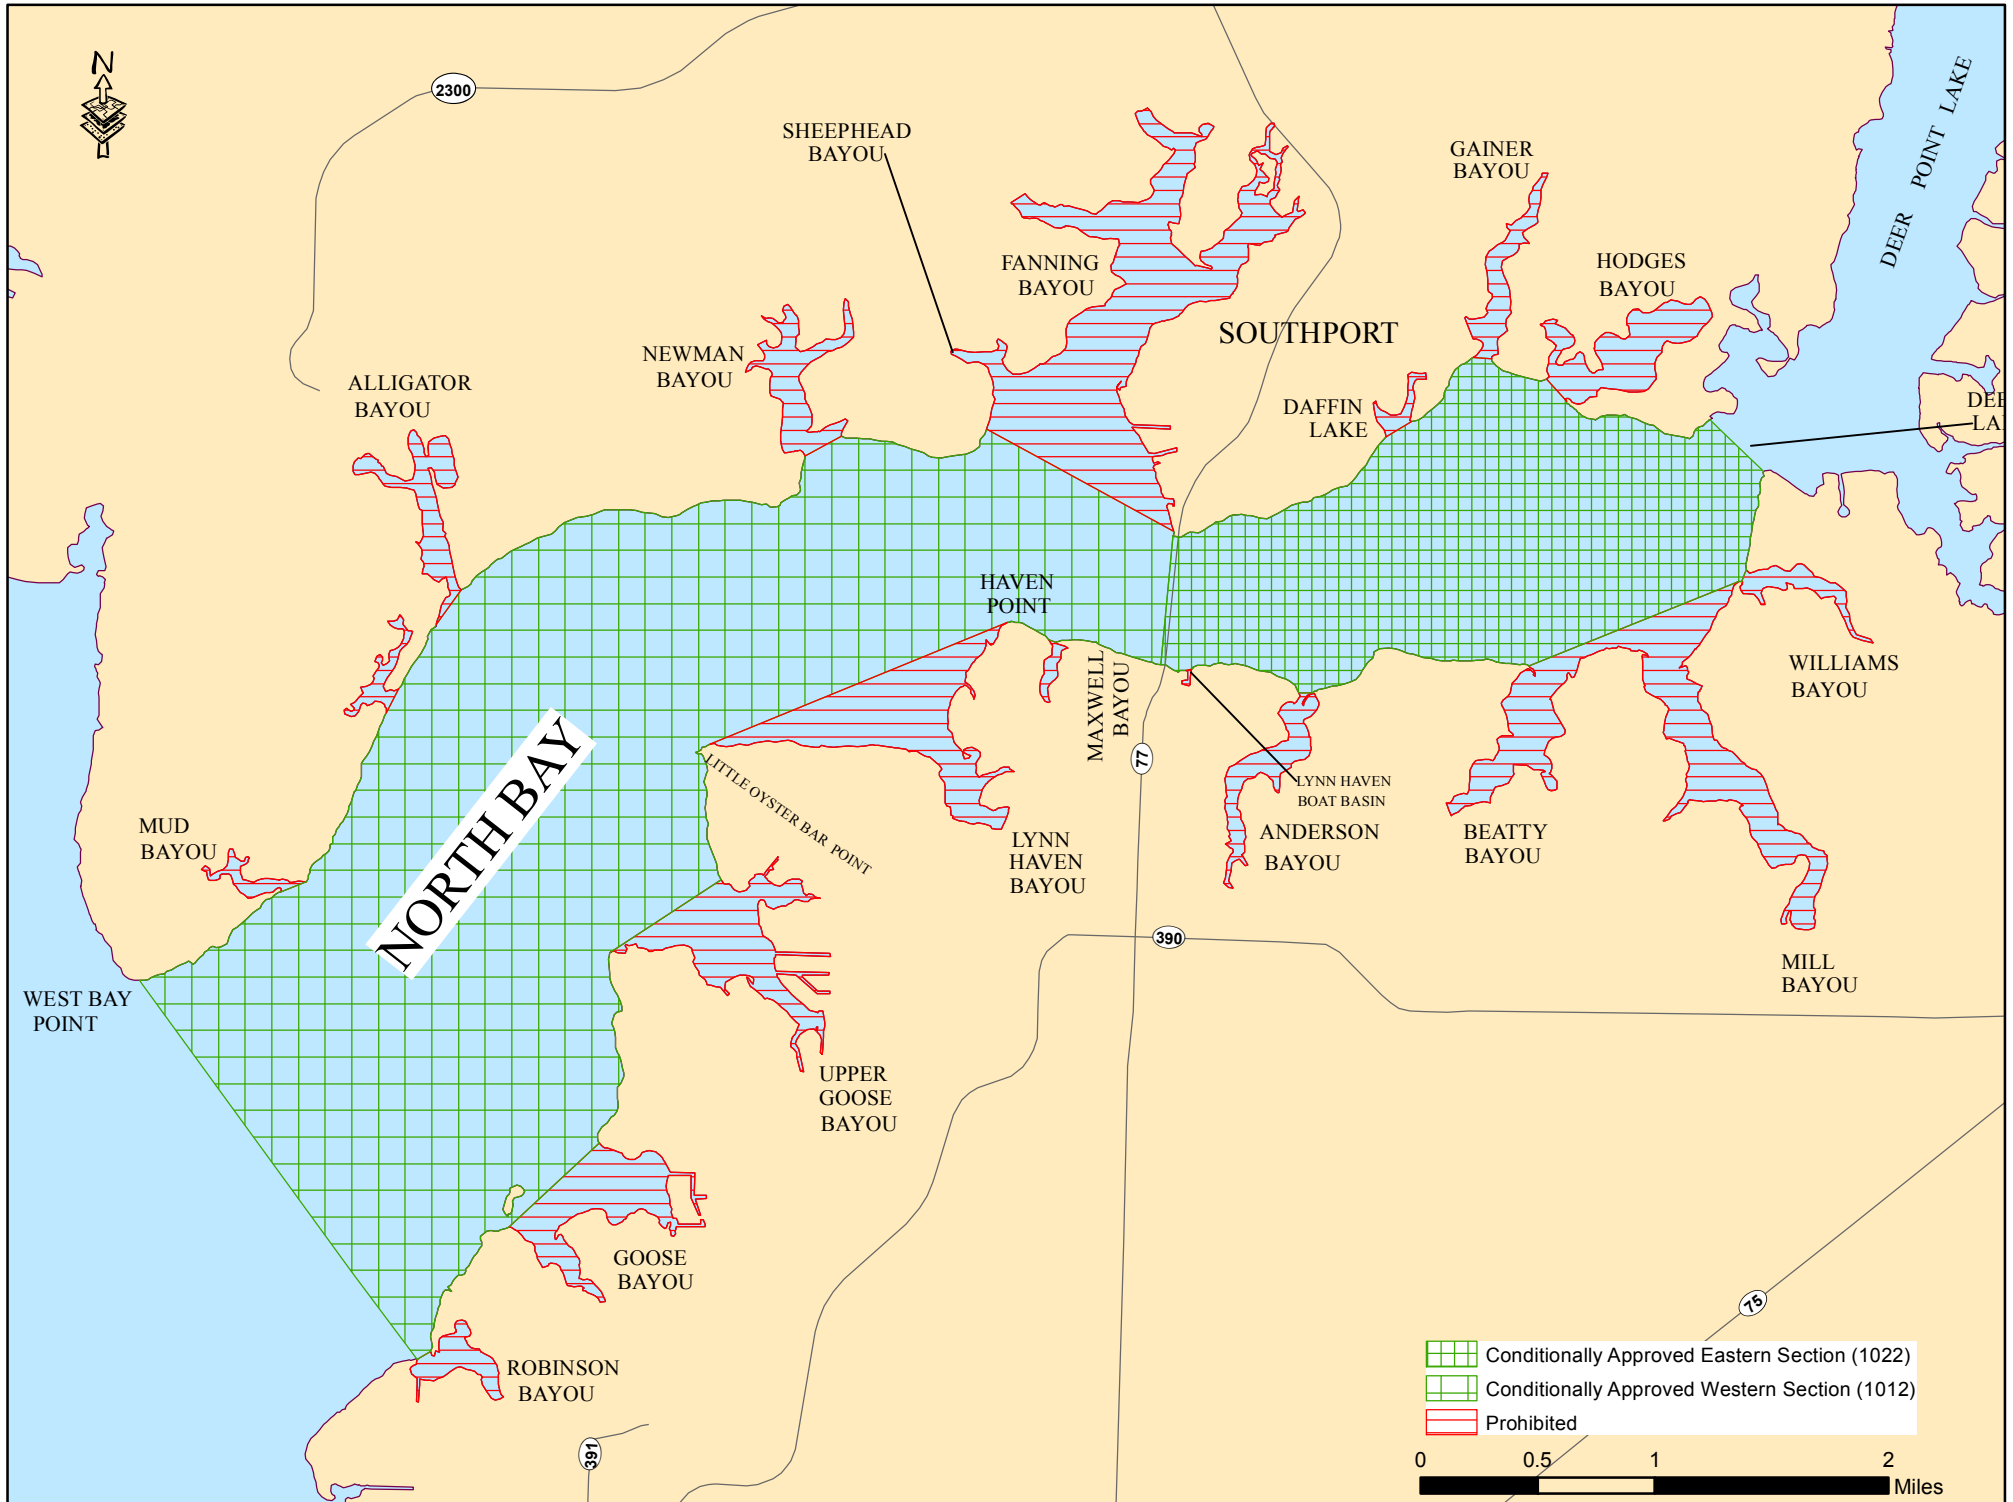 N
2300
SHEEPHEAD
BAYOU
GAINER
BAYOU
DEER POINT LAKE
FANNING
BAYOU
HODGES
BAYOU
SOUTHPORT
NEWMAN
BAYOU
ALLIGATOR
BAYOU
DAFFIN
LAKE
HAVEN
POINT
MAXWELL
BAYOU
WILLIAMS
BAYOU
NORTH BAY
LITTLE OYSTER BAR POINT
77
LYNN HAVEN
BOAT BASIN
MUD
BAYOU
LYNN
HAVEN
BAYOU
ANDERSON
BAYOU
BEATTY
BAYOU
390
MILL
BAYOU
WEST BAY
POINT
UPPER
GOOSE
BAYOU
GOOSE
BAYOU
75
ROBINSON
BAYOU
391
Conditionally Approved Eastern Section (1022)
Conditionally Approved Western Section (1012)
Prohibited
0 0.5 1 2
Miles